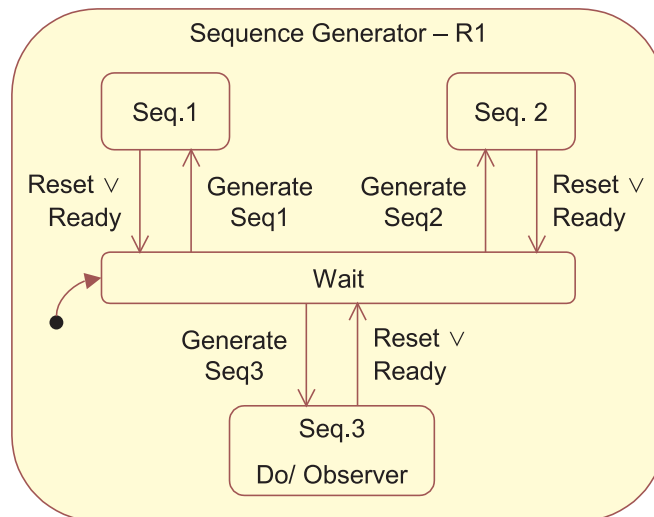 Sequence Generator – R1
Seq.1
Seq. 2
Reset ∨
Ready
Generate
Seq1
Generate
Seq2
Reset ∨
Ready
Wait
Generate
Seq3
Reset ∨
Ready
Seq.3
Do/ Observer